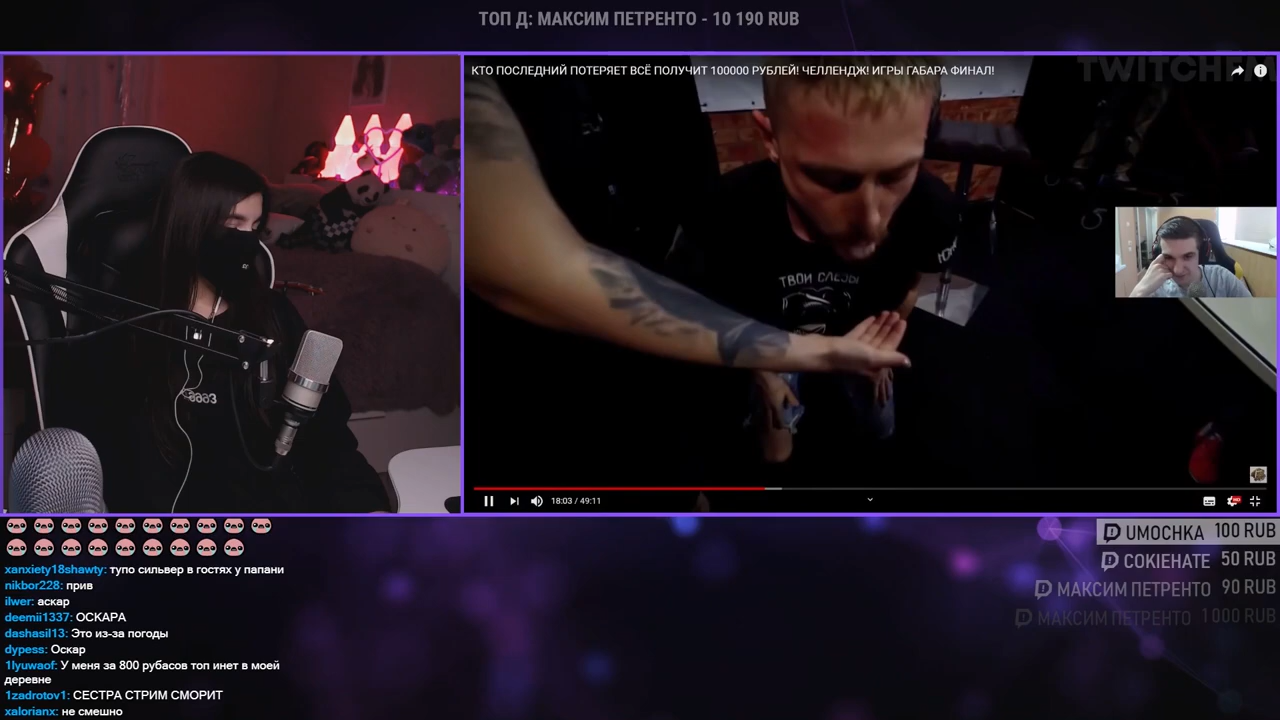 ТОП Д: МАКСИМ ПЕТРЕНТО - 10 190 RUB
КТО ПОСЛЕДНИЙ ПОТЕРЯЕТ ВСЁ ПОЛУЧИТ 100000 РУБЛЕЙ! ЧЕЛЛЕНДЖ! ИГРЫ ГАБАРА ФИНАЛ!
ТВОИ СЛЕЗЫ
18:03 / 49:11
UMOCHKA 100 RUB
COKIEHATE 50 RUB
МАКСИМ ПЕТРЕНТО 90 RUB
МАКСИМ ПЕТРЕНТО 1 000 RUB
xanxiety18shawty: тупо сильвер в гостях у папани
nikbor228: прив
ilwer: аскар
deemii1337: ОСКАРА
dashasil13: Это из-за погоды
dypess: Оскар
1lyuwaof: У меня за 800 рубасов топ инет в моей
деревне
1zadrotov1: СЕСТРА СТРИМ СМОРИТ
xalorianx: не смешно